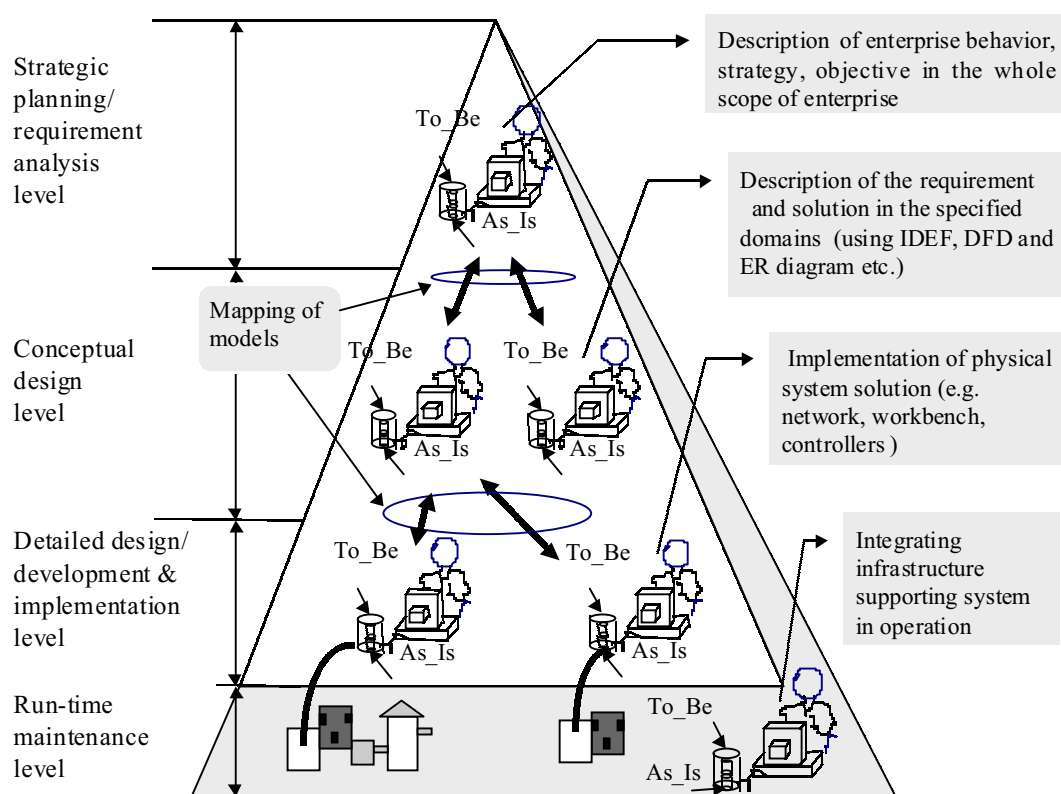 Strategic
planning/
requirement
analysis
level
Description of enterprise behavior,
strategy, objective in the whole
scope of enterprise
To_Be
As_Is
Description of the requirement
and solution in the specified
domains (using IDEF, DFD and
ER diagram etc.)
Mapping of
models
Conceptual
design
level
To_Be
As_Is
To_Be
As_Is
Implementation of physical
system solution (e.g.
network, workbench,
controllers )
Detailed design/
development &
implementation
level
To_Be
As_Is
To_Be
As_Is
Integrating
infrastructure
supporting system
in operation
Run-time
maintenance
level
To_Be
As_Is